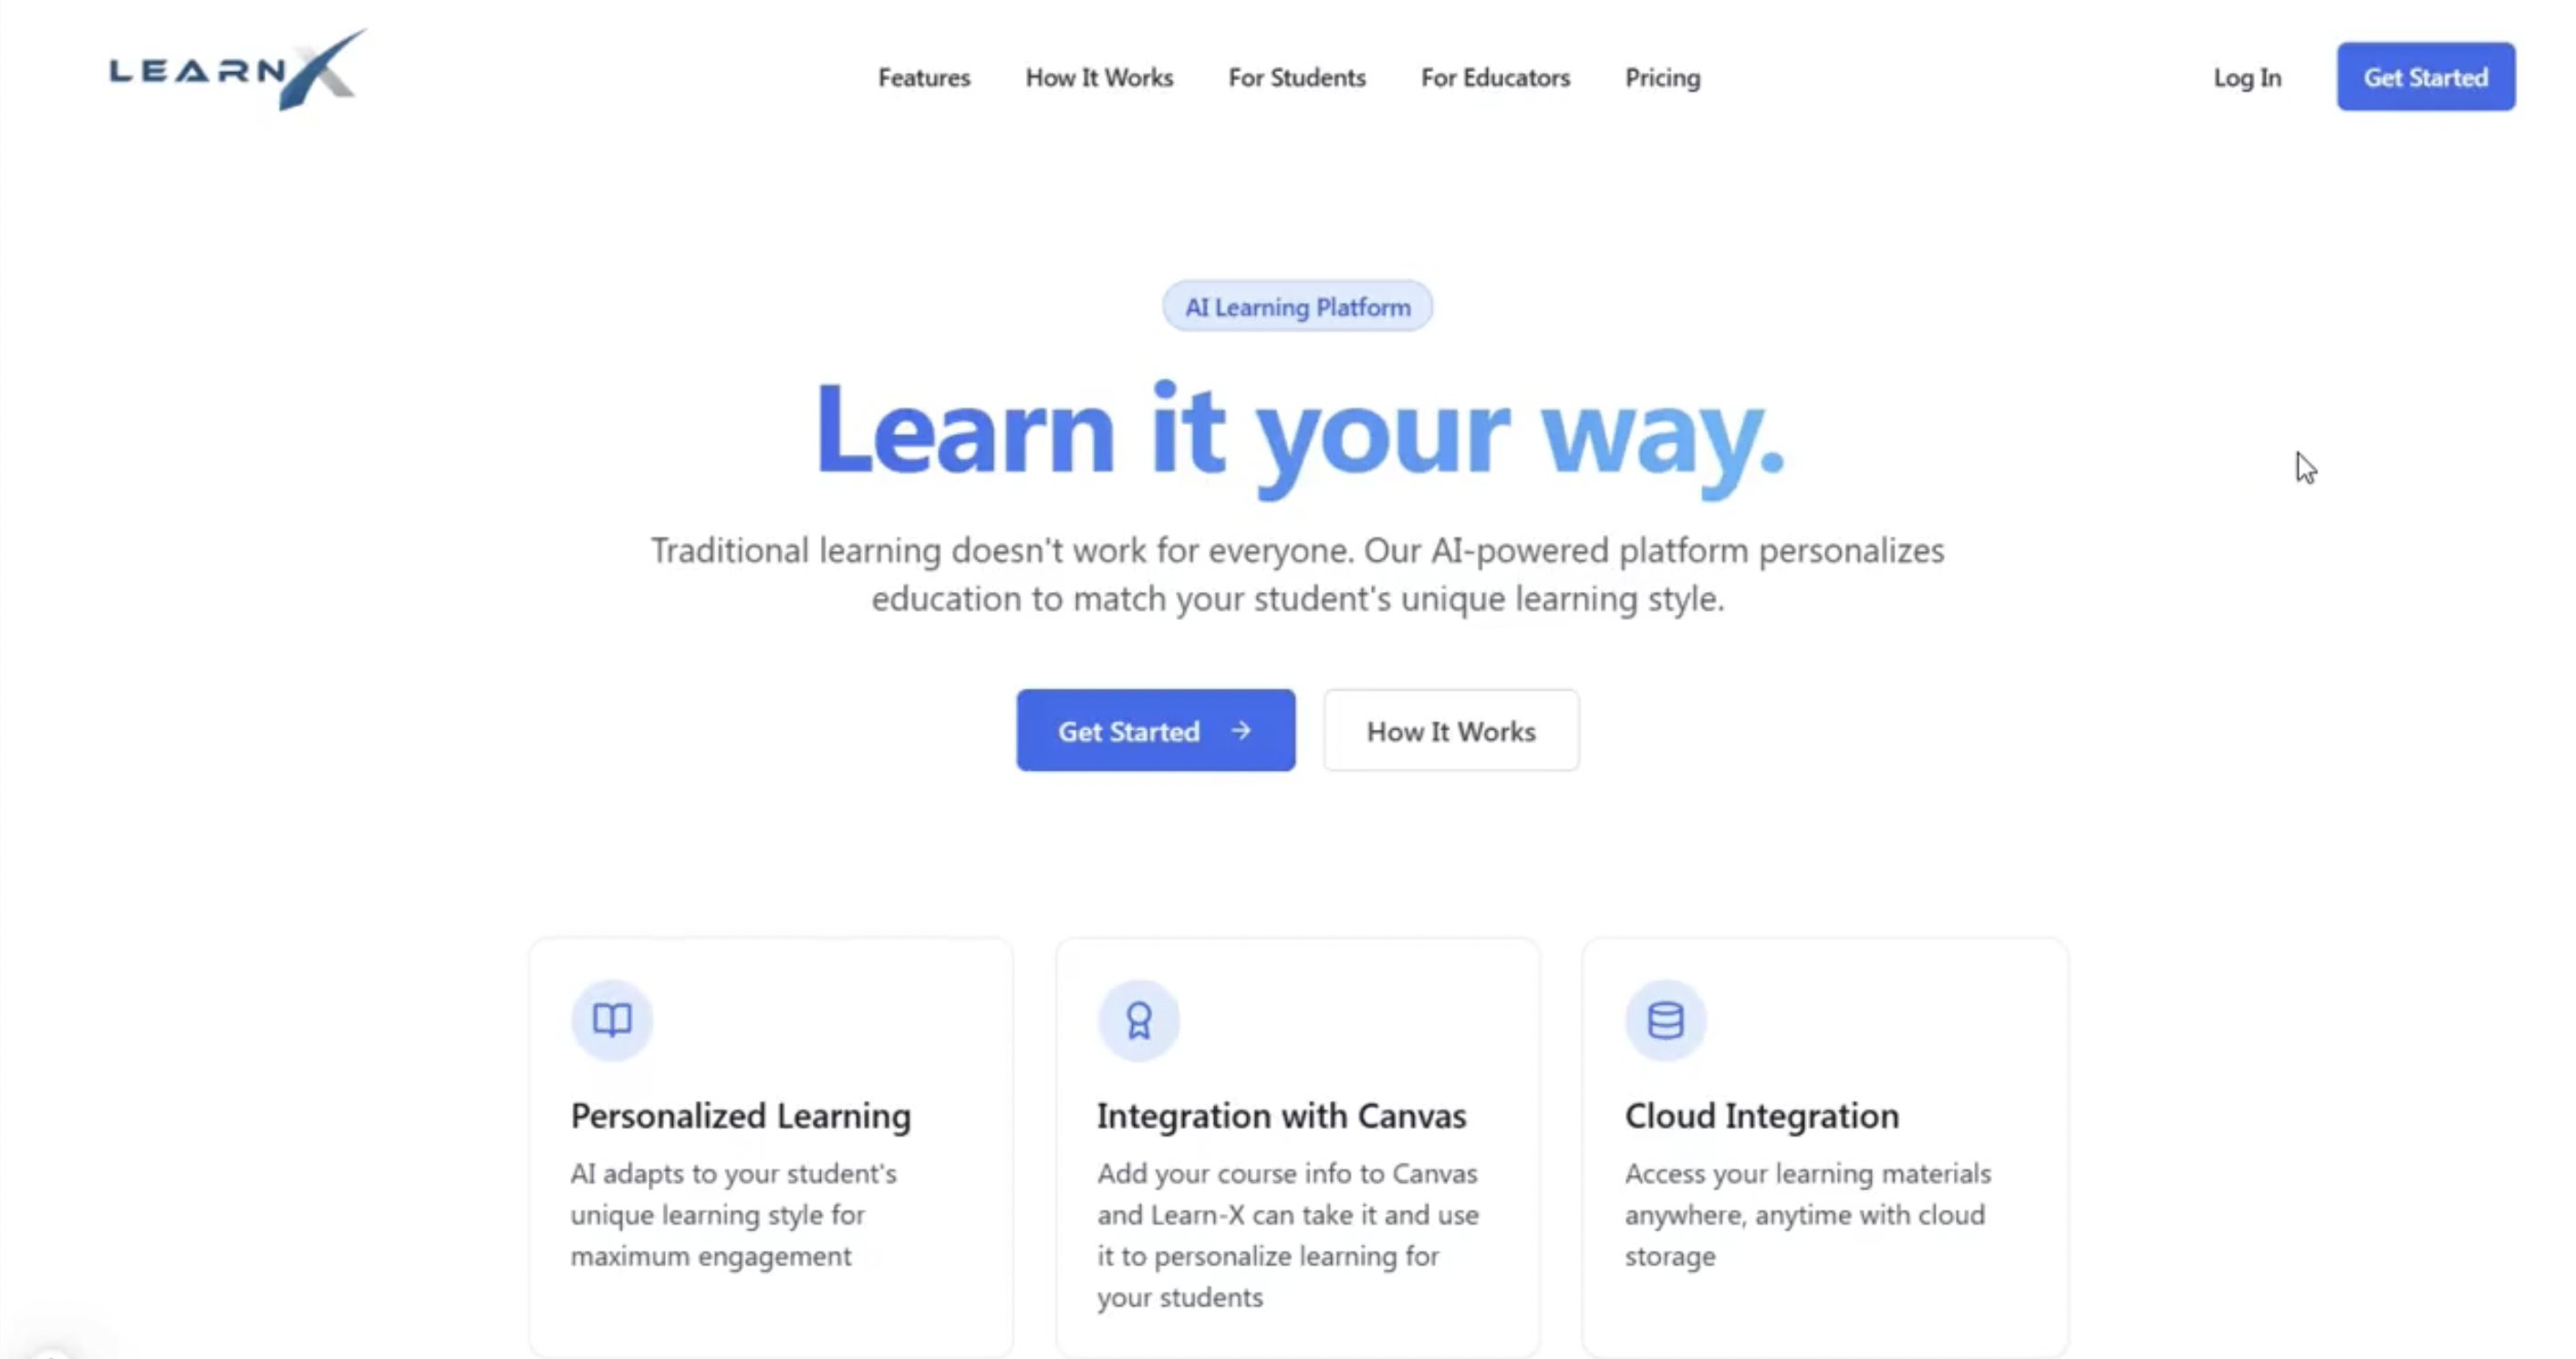 LEARNX
Features
How It Works
For Students
For Educators
Pricing
Log In
Get Started
AI Learning Platform
Learn it your way.
Traditional learning doesn't work for everyone. Our AI-powered platform personalizes
education to match your student's unique learning style.
Get Started →
How It Works
Personalized Learning
AI adapts to your student's
unique learning style for
maximum engagement
Integration with Canvas
Add your course info to Canvas
and Learn-X can take it and use
it to personalize learning for
your students
Cloud Integration
Access your learning materials
anywhere, anytime with cloud
storage